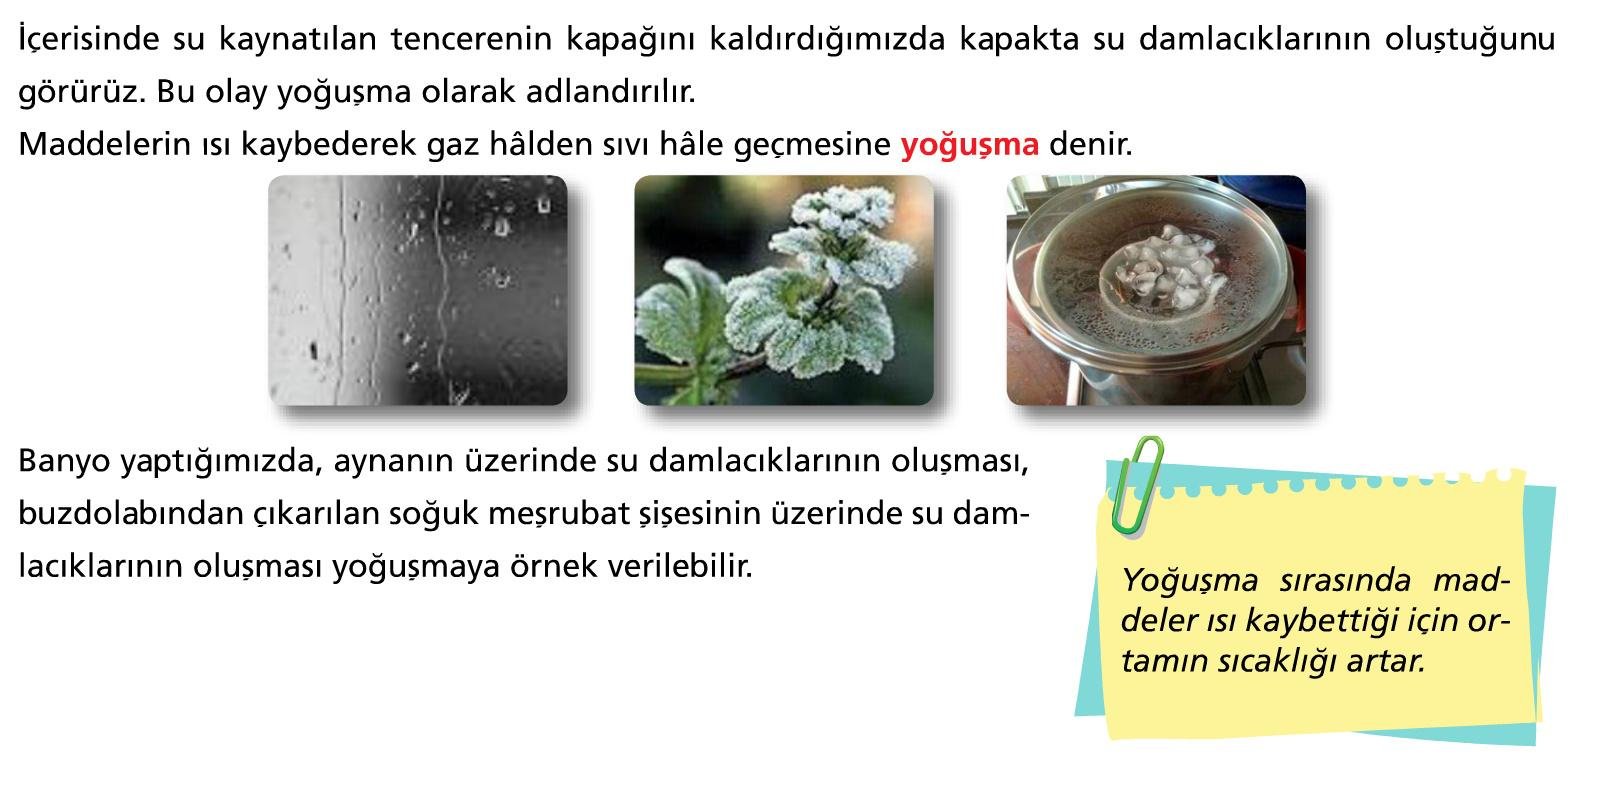 İçerisinde su kaynatılan tencerenin kapağını kaldırdığımızda kapakta su damlacıklarının oluştuğunu
görürüz. Bu olay yoğuşma olarak adlandırılır.
Maddelerin ısı kaybederek gaz hâlden sıvı hâle geçmesine yoğuşma denir.
Banyo yaptığımızda, aynanın üzerinde su damlacıklarının oluşması,
buzdolabından çıkarılan soğuk meşrubat şişesinin üzerinde su dam-
lacıklarının oluşması yoğuşmaya örnek verilebilir.
Yoğuşma sırasında mad-
deler ısı kaybettiği için or-
tamın sıcaklığı artar.